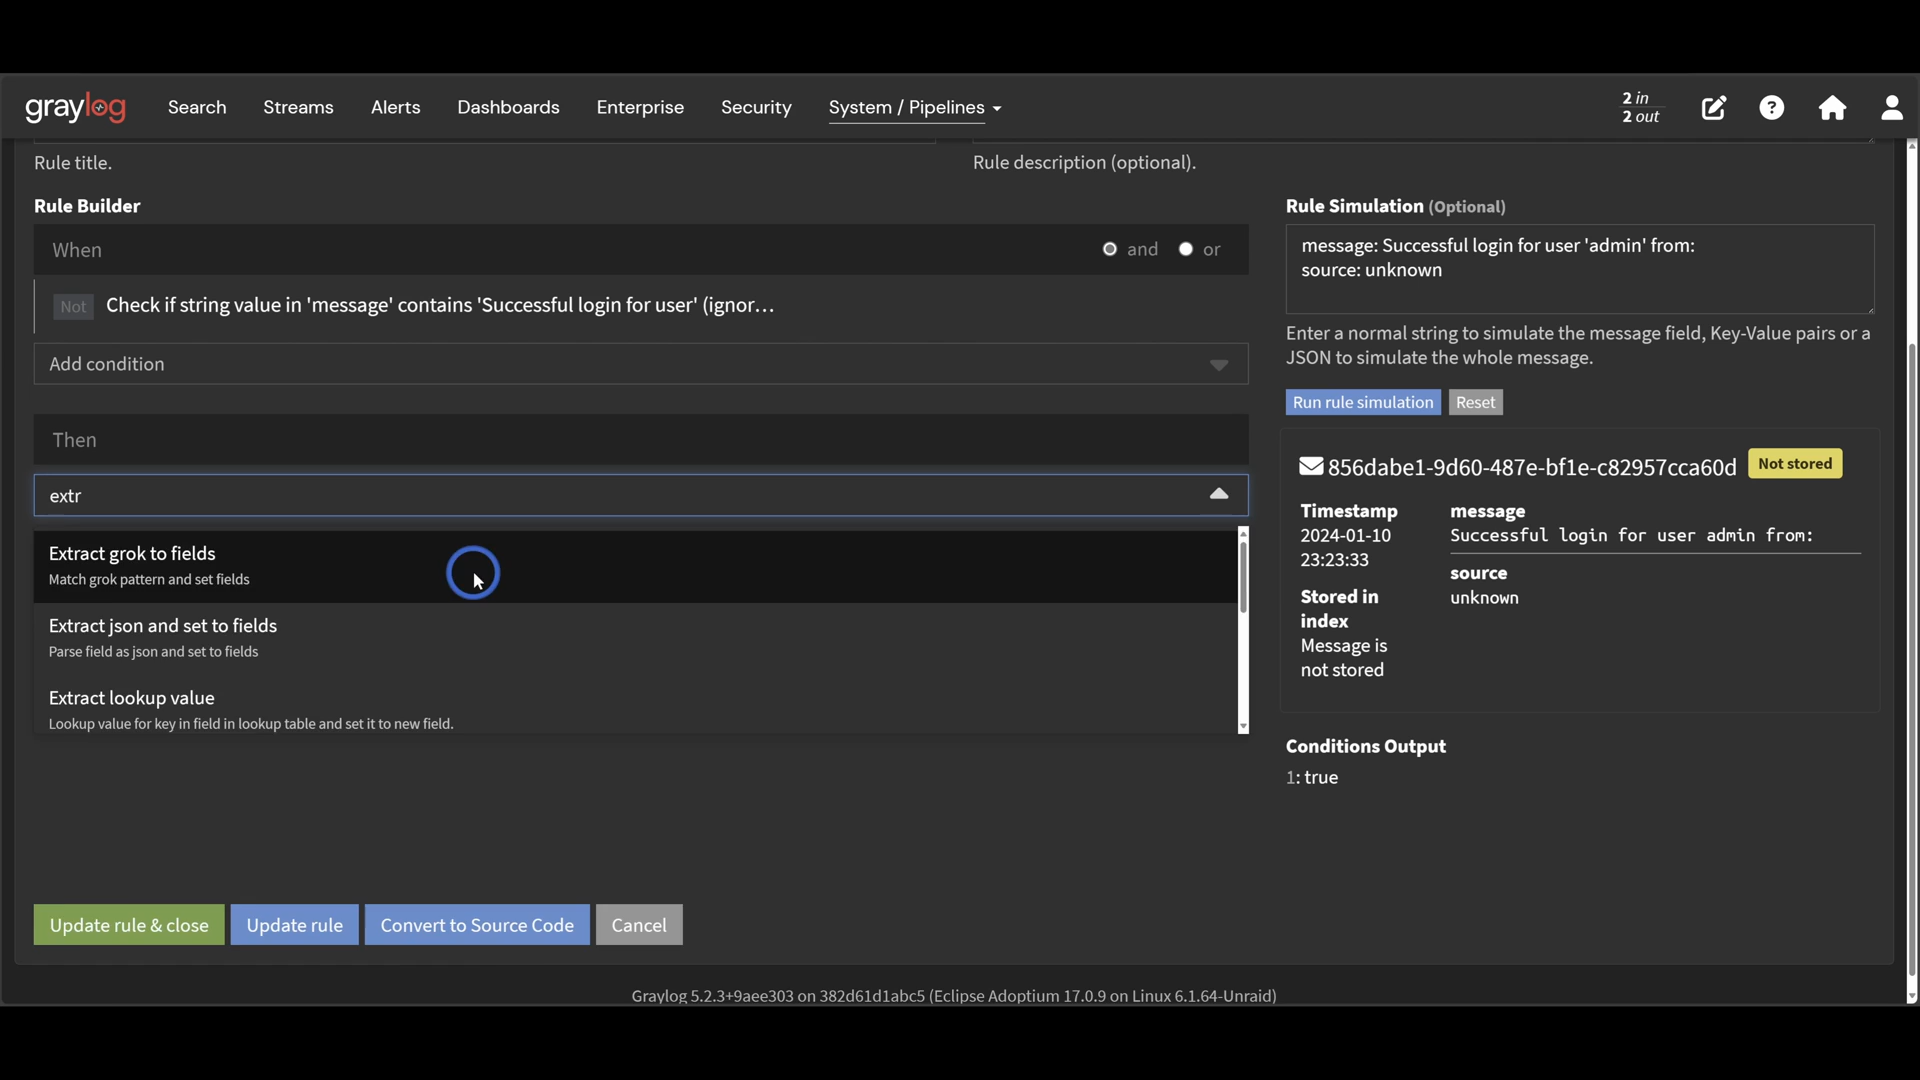 graylog
Search
Streams
Alerts
Dashboards
Enterprise
Security
System / Pipelines
2 in
2 out
Rule title.
Rule description (optional).
Rule Builder
When
and
or
Not
Check if string value in 'message' contains 'Successful login for user' (ignor...
Add condition
Then
extr
Extract grok to fields
Match grok pattern and set fields
Extract json and set to fields
Parse field as json and set to fields
Extract lookup value
Lookup value for key in field in lookup table and set it to new field.
Rule Simulation (Optional)
message: Successful login for user 'admin' from:
source: unknown
Enter a normal string to simulate the message field, Key-Value pairs or a
JSON to simulate the whole message.
Run rule simulation
Reset
856dabe1-9d60-487e-bf1e-c82957cca60d
Not stored
Timestamp
2024-01-10
23:23:33
Stored in
index
Message is
not stored
message
Successful login for user admin from:
source
unknown
Conditions Output
1: true
Update rule & close
Update rule
Convert to Source Code
Cancel
Graylog 5.2.3+9aee303 on 382d61d1abc5 (Eclipse Adoptium 17.0.9 on Linux 6.1.64-Unraid)